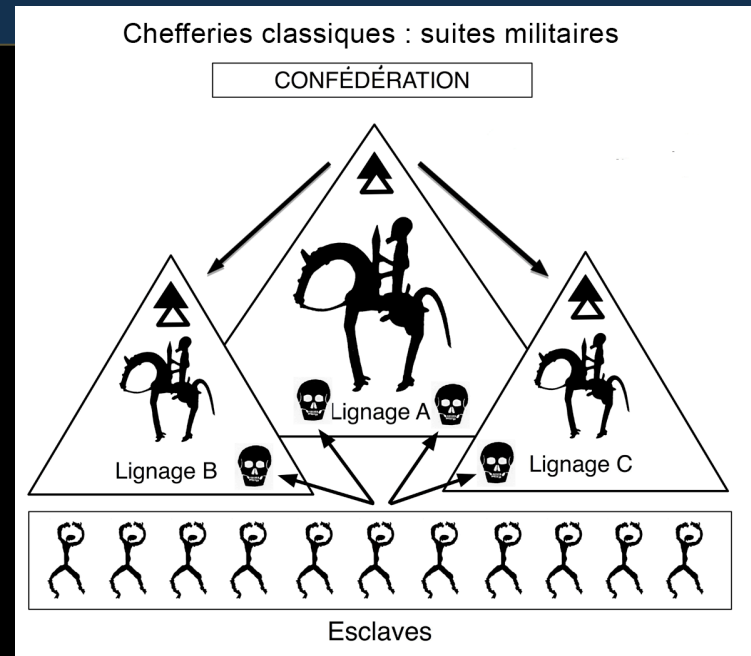 Chefferies classiques : suites militaires
CONFÉDÉRATION
Lignage A
Lignage B
Lignage C
Esclaves